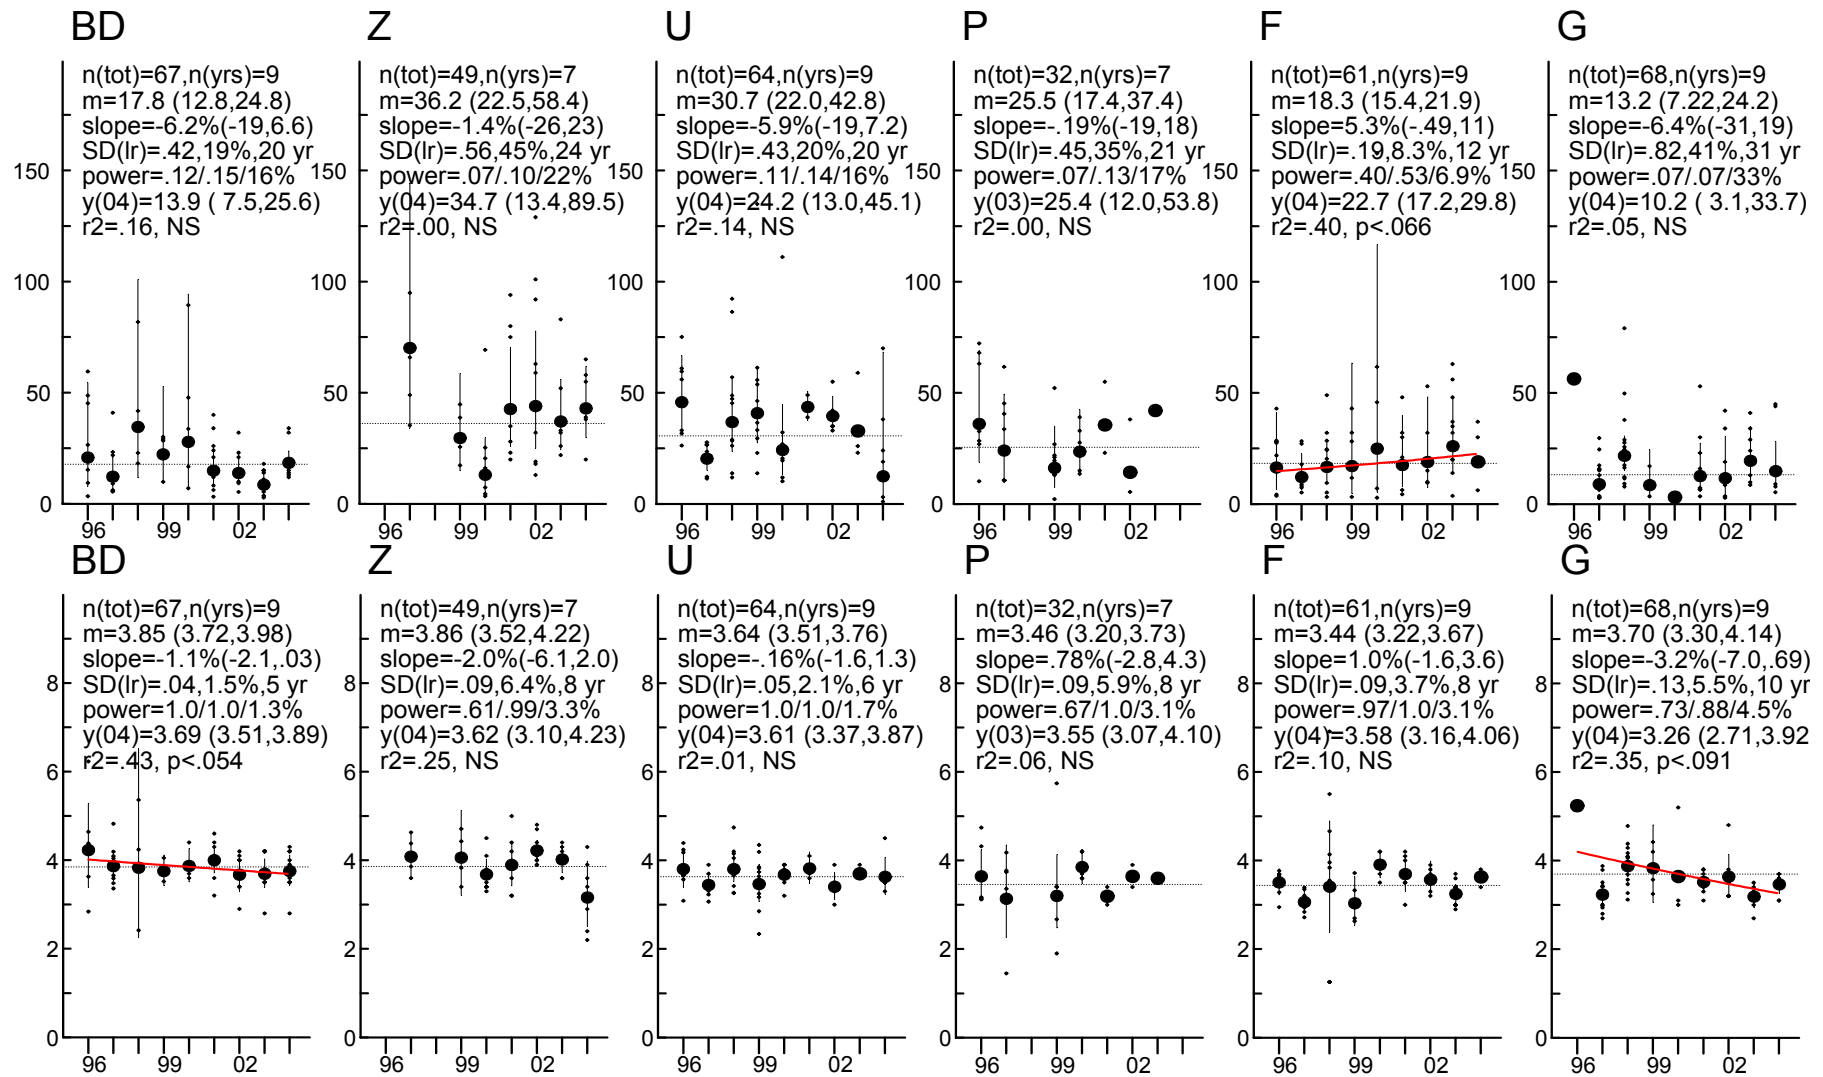 BD
n(tot)=67,n(yrs)=9
m=17.8 (12.8,24.8)
slope=-6.2%(-19,6.6)
SD(lr)=.42,19%,20 yr
power=.12/.15/16%
y(04)=13.9 ( 7.5,25.6)
r2=.16, NS
150
100
50
0
96 99 02
Z
n(tot)=49,n(yrs)=7
m=36.2 (22.5,58.4)
slope=-1.4%(-26,23)
SD(lr)=.56,45%,24 yr
power=.07/.10/22%
y(04)=34.7 (13.4,89.5)
r2=.00, NS
150
100
50
0
96 99 02
U
n(tot)=64,n(yrs)=9
m=30.7 (22.0,42.8)
slope=-5.9%(-19,7.2)
SD(lr)=.43,20%,20 yr
power=.11/.14/16%
y(04)=24.2 (13.0,45.1)
r2=.14, NS
150
100
50
0
96 99 02
P
n(tot)=32,n(yrs)=7
m=25.5 (17.4,37.4)
slope=-.19%(-19,18)
SD(lr)=.45,35%,21 yr
power=.07/.13/17%
y(03)=25.4 (12.0,53.8)
r2=.00, NS
150
100
50
0
96 99 02
F
n(tot)=61,n(yrs)=9
m=18.3 (15.4,21.9)
slope=5.3%(-.49,11)
SD(lr)=.19,8.3%,12 yr
power=.40/.53/6.9%
y(04)=22.7 (17.2,29.8)
r2=.40, p<.066
150
100
50
0
96 99 02
G
n(tot)=68,n(yrs)=9
m=13.2 (7.22,24.2)
slope=-6.4%(-31,19)
SD(lr)=.82,41%,31 yr
power=.07/.07/33%
y(04)=10.2 ( 3.1,33.7)
r2=.05, NS
150
100
50
0
96 99 02
BD
n(tot)=67,n(yrs)=9
m=3.85 (3.72,3.98)
slope=-1.1%(-2.1,.03)
SD(lr)=.04,1.5%,5 yr
power=1.0/1.0/1.3%
y(04)=3.69 (3.51,3.89)
r2=.43, p<.054
8
6
4
2
0
96 99 02
Z
n(tot)=49,n(yrs)=7
m=3.86 (3.52,4.22)
slope=-2.0%(-6.1,2.0)
SD(lr)=.09,6.4%,8 yr
power=.61/.99/3.3%
y(04)=3.62 (3.10,4.23)
r2=.25, NS
8
6
4
2
0
96 99 02
U
n(tot)=64,n(yrs)=9
m=3.64 (3.51,3.76)
slope=-.16%(-1.6,1.3)
SD(lr)=.05,2.1%,6 yr
power=1.0/1.0/1.7%
y(04)=3.61 (3.37,3.87)
r2=.01, NS
8
6
4
2
0
96 99 02
P
n(tot)=32,n(yrs)=7
m=3.46 (3.20,3.73)
slope=.78%(-2.8,4.3)
SD(lr)=.09,5.9%,8 yr
power=.67/1.0/3.1%
y(03)=3.55 (3.07,4.10)
r2=.06, NS
8
6
4
2
0
96 99 02
F
n(tot)=61,n(yrs)=9
m=3.44 (3.22,3.67)
slope=1.0%(-1.6,3.6)
SD(lr)=.09,3.7%,8 yr
power=.97/1.0/3.1%
y(04)=3.58 (3.16,4.06)
r2=.10, NS
8
6
4
2
0
96 99 02
G
n(tot)=68,n(yrs)=9
m=3.70 (3.30,4.14)
slope=-3.2%(-7.0,.69)
SD(lr)=.13,5.5%,10 yr
power=.73/.88/4.5%
y(04)=3.26 (2.71,3.92
r2=.35, p<.091
8
6
4
2
0
96 99 02